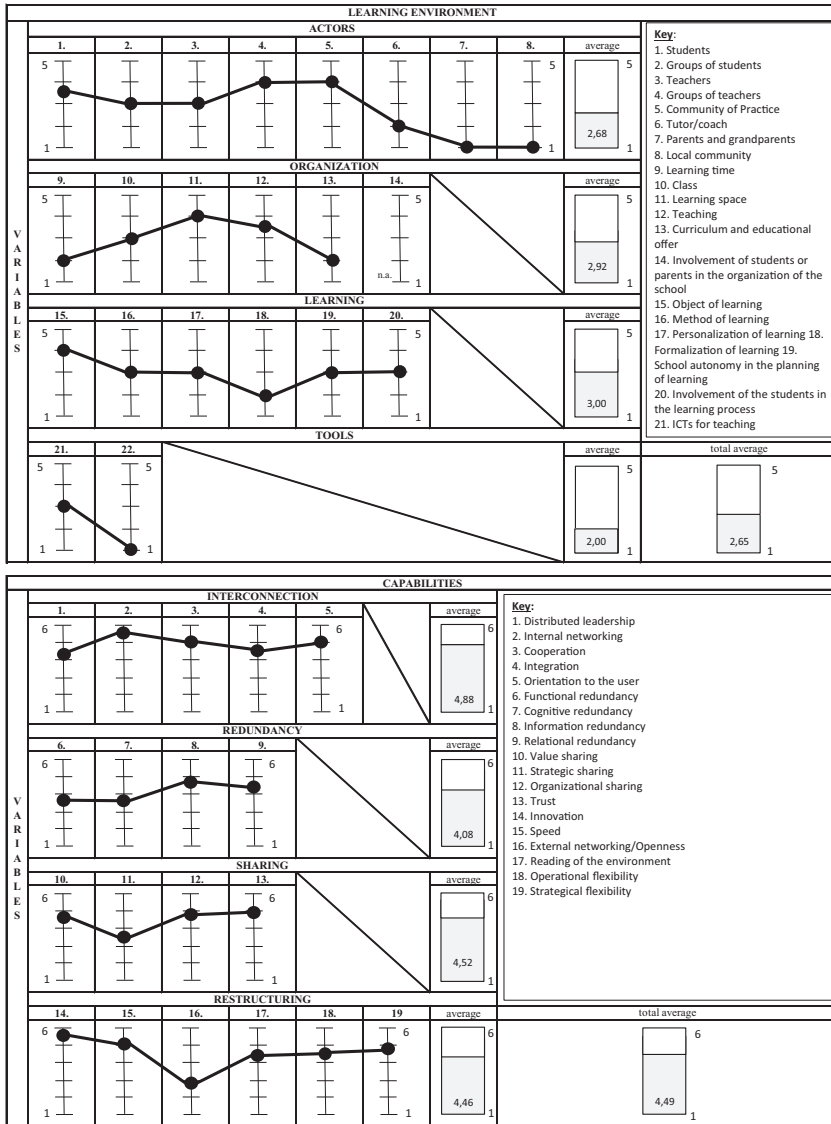 LEARNING ENVIRONMENT
ACTORS
1. 2. 3. 4. 5. 6. 7. 8. average
5 5 5
2,68
1 1 1
ORGANIZATION
9. 10. 11. 12. 13. 14. average
5 5 5
2,92
n.a.
1 1 1
LEARNING
15. 16. 17. 18. 19. 20. average
5 5 5
3,00
1 1 1
TOOLS
21. 22. average total average
5 5 5 5
2,00 2,65
1 1 1 1
VARIABLES
Key:
1. Students
2. Groups of students
3. Teachers
4. Groups of teachers
5. Community of Practice
6. Tutor/coach
7. Parents and grandparents
8. Local community
9. Learning time
10. Class
11. Learning space
12. Teaching
13. Curriculum and educational
offer
14. Involvement of students or
parents in the organization of the
school
15. Object of learning
16. Method of learning
17. Personalization of learning 18.
Formalization of learning 19.
School autonomy in the planning
of learning
20. Involvement of the students in
the learning process
21. ICTs for teaching
CAPABILITIES
INTERCONNECTION
1. 2. 3. 4. 5. average
6 6 6
4,88
1 1 1
REDUNDANCY
6. 7. 8. 9. average
6 6 6
4,08
1 1 1
SHARING
10. 11. 12. 13. average
6 6 6
4,52
1 1 1
RESTRUCTURING
14. 15. 16. 17. 18. 19 average total average
6 6 6 6
4,46 4,49
1 1 1 1
VARIABLES
Key:
1. Distributed leadership
2. Internal networking
3. Cooperation
4. Integration
5. Orientation to the user
6. Functional redundancy
7. Cognitive redundancy
8. Information redundancy
9. Relational redundancy
10. Value sharing
11. Strategic sharing
12. Organizational sharing
13. Trust
14. Innovation
15. Speed
16. External networking/Openness
17. Reading of the environment
18. Operational flexibility
19. Strategical flexibility